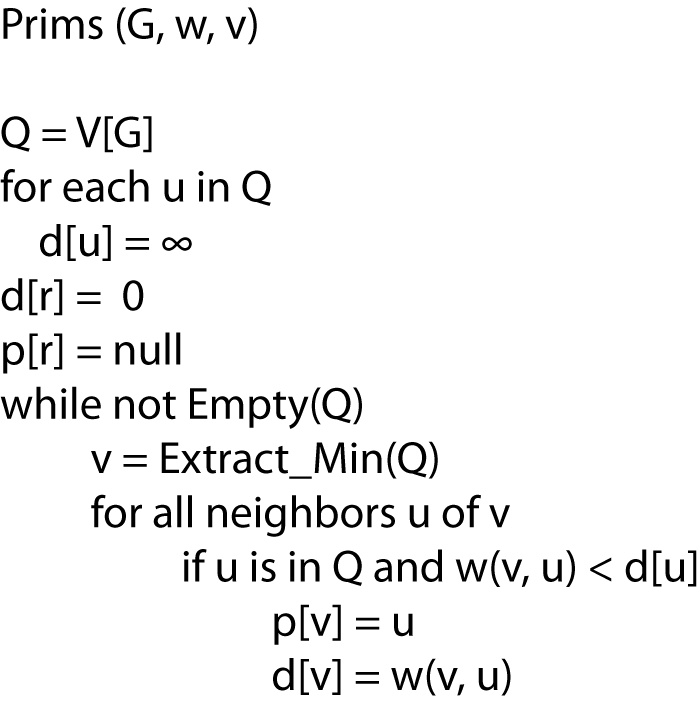 Prims (G, w, v)
Q = V[G]
for each u in Q
d[u] = ∞
d[r] = 0
p[r] = null
while not Empty(Q)
v = Extract_Min(Q)
for all neighbors u of v
if u is in Q and w(v, u) < d[u]
p[v] = u
d[v] = w(v, u)